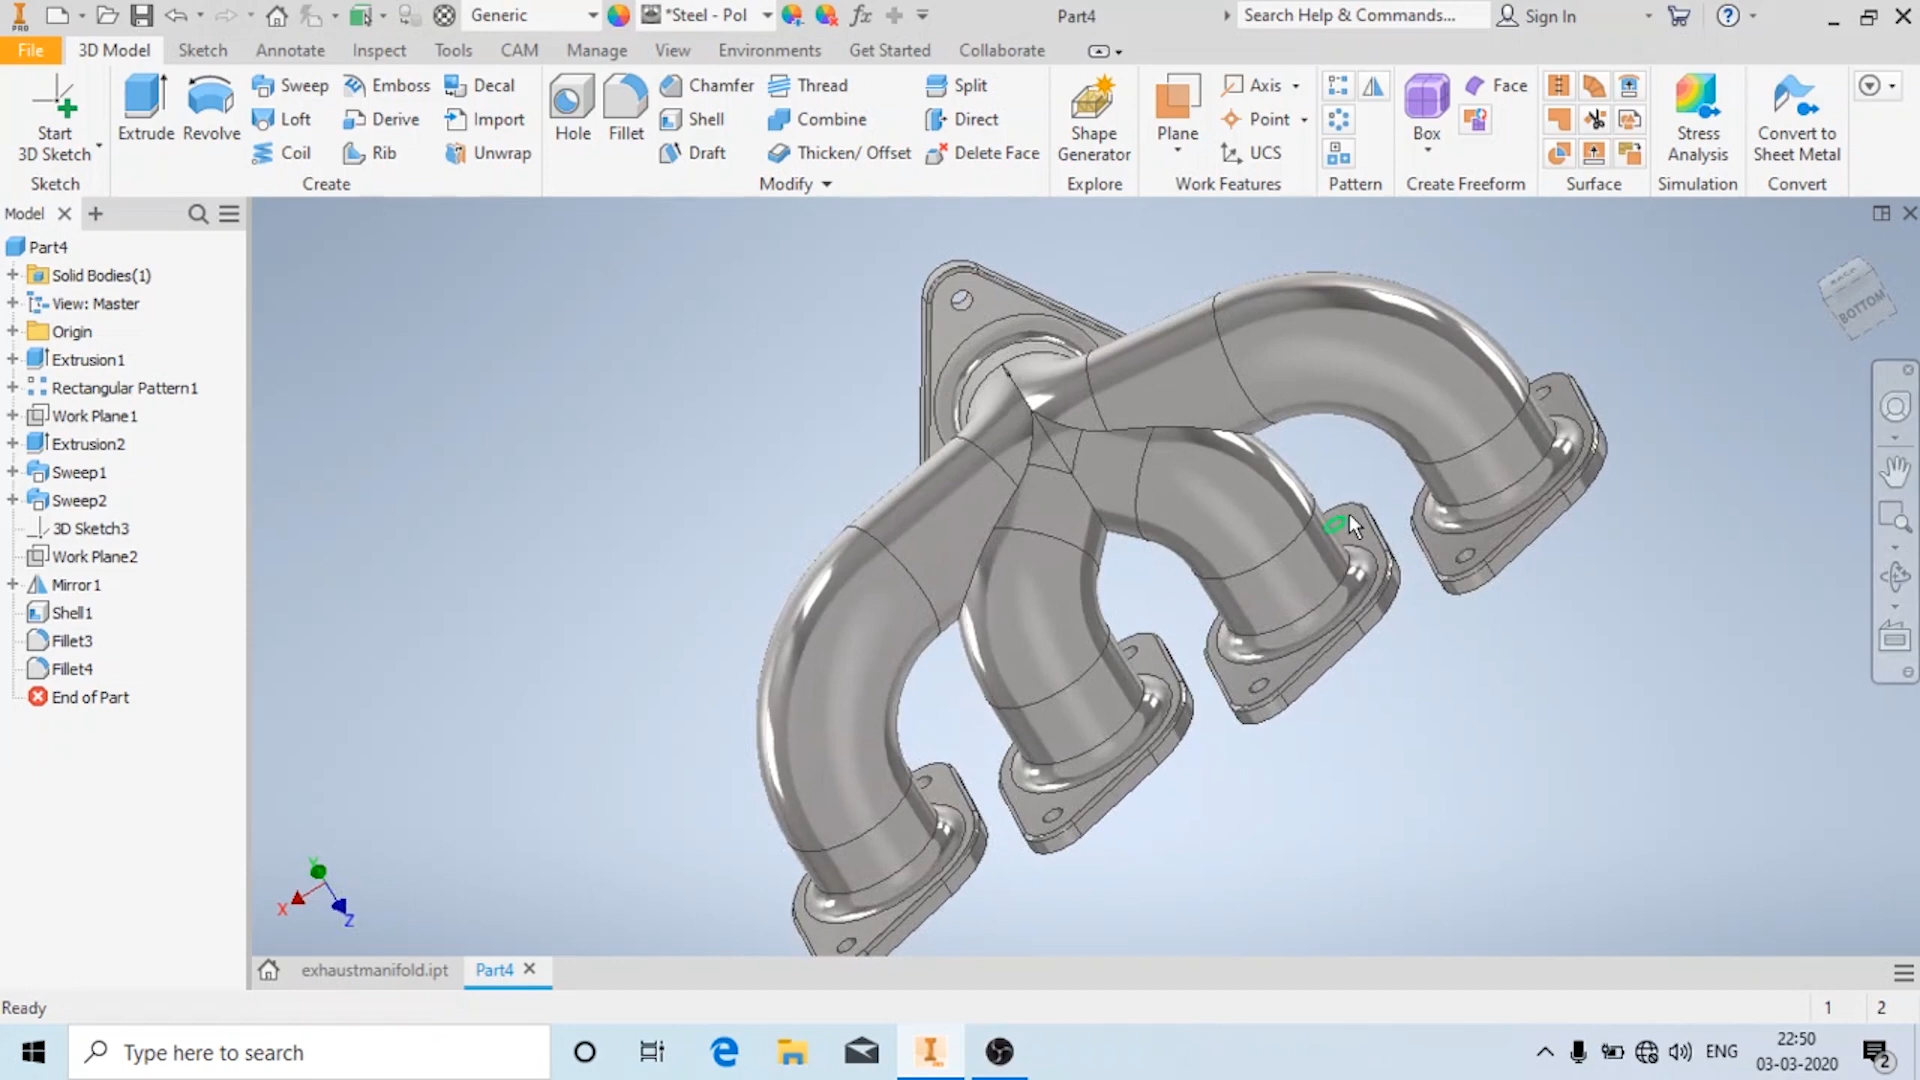 PRO
Generic
*Steel - Pol
fx
Part4
Search Help & Commands...
Sign In
File
3D Model
Sketch
Annotate
Inspect
Tools
CAM
Manage
View
Environments
Get Started
Collaborate
Start
3D Sketch
Sketch
Extrude
Revolve
Sweep
Loft
Coil
Emboss
Derive
Rib
Decal
Import
Unwrap
Create
Hole
Fillet
Chamfer
Shell
Draft
Thread
Combine
Thicken/ Offset
Split
Direct
Delete Face
Modify
Shape
Generator
Explore
Plane
Axis
Point
UCS
Work Features
Pattern
Box
Face
Create Freeform
Surface
Stress
Analysis
Simulation
Convert to
Sheet Metal
Convert
Model
Part4
Solid Bodies(1)
View: Master
Origin
Extrusion1
Rectangular Pattern1
Work Plane1
Extrusion2
Sweep1
Sweep2
3D Sketch3
Work Plane2
Mirror1
Shell1
Fillet3
Fillet4
End of Part
BACK
BOTTOM
Y
X
Z
exhaustmanifold.ipt
Part4
Ready
1
2
Type here to search
ENG
22:50
03-03-2020
2